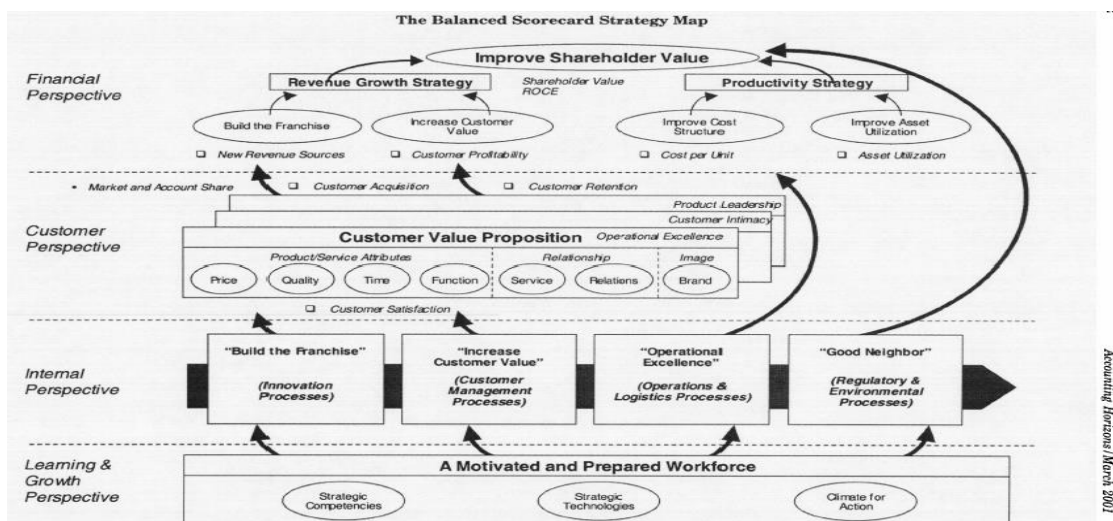 The Balanced Scorecard Strategy Map
Improve Shareholder Value
Financial
Perspective
Revenue Growth Strategy
Shareholder Value
ROCE
Productivity Strategy
Build the Franchise
Increase Customer
Value
Improve Cost
Structure
Improve Asset
Utilization
❏ New Revenue Sources
❏ Customer Profitability
❏ Cost per Unit
❏ Asset Utilization
• Market and Account Share
❏ Customer Acquisition
❏ Customer Retention
Product Leadership
Customer Intimacy
Customer
Perspective
Customer Value Proposition
Operational Excellence
Product/Service Attributes
Relationship
Image
Price
Quality
Time
Function
Service
Relations
Brand
❏ Customer Satisfaction
Internal
Perspective
"Build the Franchise"
(Innovation
Processes)
"Increase
Customer Value"
(Customer
Management
Processes)
"Operational
Excellence"
(Operations &
Logistics Processes)
"Good Neighbor"
(Regulatory &
Environmental
Processes)
Learning &
Growth
Perspective
A Motivated and Prepared Workforce
Strategic
Competencies
Strategic
Technologies
Climate for
Action
Accounting Horizons/March 2001